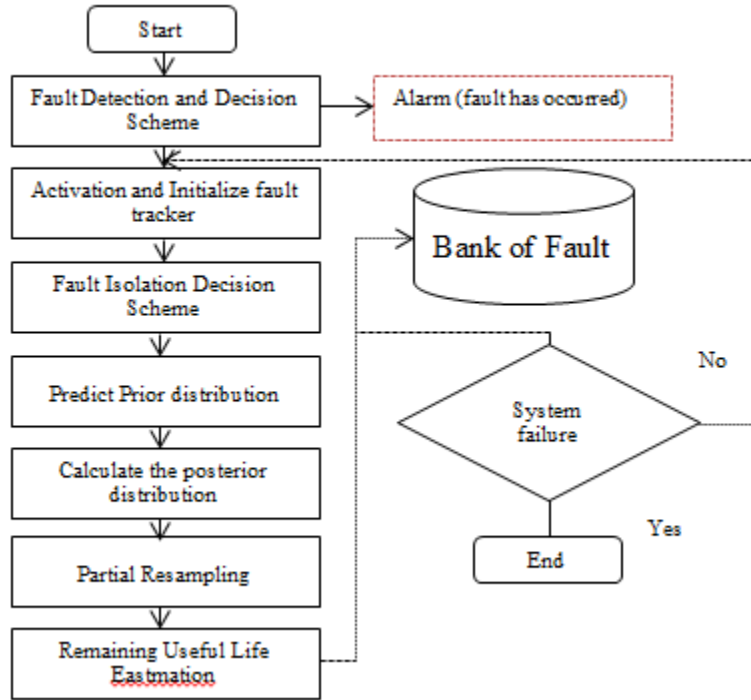 Start
Fault Detection and Decision
Scheme
Alarm (fault has occurred)
Activation and Initialize fault
tracker
Bank of Fault
Fault Isolation Decision
Scheme
Predict Prior distribution
No
System
failure
Calculate the posterior
distribution
Yes
End
Partial Resampling
Remaining Useful Life
Eastmation